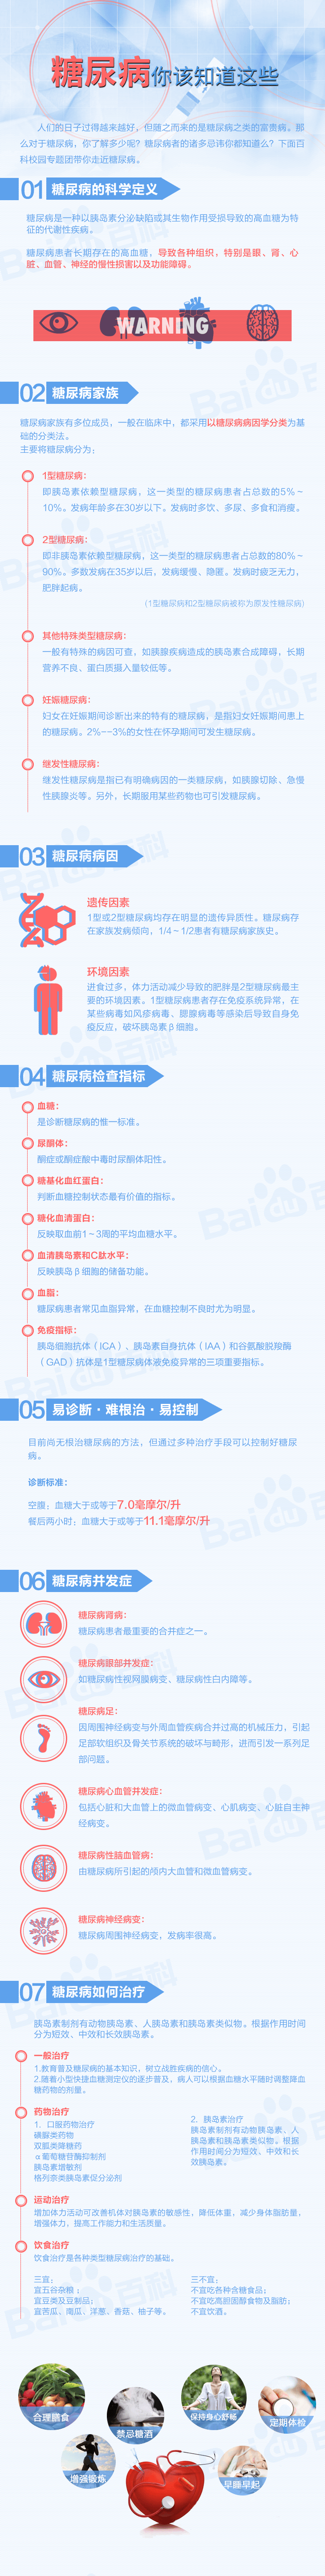 糖尿病你该知道这些
人们的日子过得越来越好，但随之而来的是糖尿病之类的富贵病。那
么对于糖尿病，你了解多少呢？糖尿病者的诸多忌讳你都知道么？下面百
科校园专题团带你走近糖尿病。
01 糖尿病的科学定义
糖尿病是一种以胰岛素分泌缺陷或其生物作用受损导致的高血糖为特
征的代谢性疾病。
糖尿病患者长期存在的高血糖，导致各种组织，特别是眼、肾、心
脏、血管、神经的慢性损害以及功能障碍。
WARNING
02 糖尿病家族
糖尿病家族有多位成员，一般在临床中，都采用以糖尿病病因学分类为基
础的分类法。
主要将糖尿病分为：
1型糖尿病：
即胰岛素依赖型糖尿病，这一类型的糖尿病患者占总数的5%～
10%。发病年龄多在30岁以下。发病时多饮、多尿、多食和消瘦。
2型糖尿病：
即非胰岛素依赖型糖尿病，这一类型的糖尿病患者占总数的80%～
90%。多数发病在35岁以后，发病缓慢、隐匿。发病时疲乏无力，
肥胖起病。
(1型糖尿病和2型糖尿病被称为原发性糖尿病)
其他特殊类型糖尿病：
一般有特殊的病因可查，如胰腺疾病造成的胰岛素合成障碍，长期
营养不良、蛋白质摄入量较低等。
妊娠糖尿病：
妇女在妊娠期间诊断出来的特有的糖尿病，是指妇女妊娠期间患上
的糖尿病。2%--3%的女性在怀孕期间可发生糖尿病。
继发性糖尿病：
继发性糖尿病是指已有明确病因的一类糖尿病，如胰腺切除、急慢
性胰腺炎等。另外，长期服用某些药物也可引发糖尿病。
03 糖尿病病因
遗传因素
1型或2型糖尿病均存在明显的遗传异质性。糖尿病存
在家族发病倾向，1/4～1/2患者有糖尿病家族史。
环境因素
进食过多，体力活动减少导致的肥胖是2型糖尿病最主
要的环境因素。1型糖尿病患者存在免疫系统异常，在
某些病毒如风疹病毒、腮腺病毒等感染后导致自身免
疫反应，破坏胰岛素β细胞。
04 糖尿病检查指标
血糖：
是诊断糖尿病的惟一标准。
尿酮体：
酮症或酮症酸中毒时尿酮体阳性。
糖基化血红蛋白：
判断血糖控制状态最有价值的指标。
糖化血清蛋白：
反映取血前1～3周的平均血糖水平。
血清胰岛素和C肽水平：
反映胰岛β细胞的储备功能。
血脂：
糖尿病患者常见血脂异常，在血糖控制不良时尤为明显。
免疫指标：
胰岛细胞抗体（ICA）、胰岛素自身抗体（IAA）和谷氨酸脱羧酶
（GAD）抗体是1型糖尿病体液免疫异常的三项重要指标。
05 易诊断·难根治·易控制
目前尚无根治糖尿病的方法，但通过多种治疗手段可以控制好糖尿
病。
诊断标准：
空腹：血糖大于或等于7.0毫摩尔/升
餐后两小时：血糖大于或等于11.1毫摩尔/升
06 糖尿病并发症
糖尿病肾病：
糖尿病患者最重要的合并症之一。
糖尿病眼部并发症：
如糖尿病性视网膜病变、糖尿病性白内障等。
糖尿病足：
因周围神经病变与外周血管疾病合并过高的机械压力，引起
足部软组织及骨关节系统的破坏与畸形，进而引发一系列足
部问题。
糖尿病心血管并发症：
包括心脏和大血管上的微血管病变、心肌病变、心脏自主神
经病变。
糖尿病性脑血管病：
由糖尿病所引起的颅内大血管和微血管病变。
糖尿病神经病变：
糖尿病周围神经病变，发病率很高。
07 糖尿病如何治疗
胰岛素制剂有动物胰岛素、人胰岛素和胰岛素类似物。根据作用时间
分为短效、中效和长效胰岛素。
一般治疗
1.教育普及糖尿病的基本知识，树立战胜疾病的信心。
2.随着小型快捷血糖测定仪的逐步普及，病人可以根据血糖水平随时调整降血
糖药物的剂量。
药物治疗
1．口服药物治疗
磺脲类药物
双胍类降糖药
α葡萄糖苷酶抑制剂
胰岛素增敏剂
格列奈类胰岛素促分泌剂
2．胰岛素治疗
胰岛素制剂有动物胰岛素、人
胰岛素和胰岛素类似物。根据
作用时间分为短效、中效和长
效胰岛素。
运动治疗
增加体力活动可改善机体对胰岛素的敏感性，降低体重，减少身体脂肪量，
增强体力，提高工作能力和生活质量。
饮食治疗
饮食治疗是各种类型糖尿病治疗的基础。
三宜：
宜五谷杂粮；
宜豆类及豆制品；
宜苦瓜、南瓜、洋葱、香菇、柚子等。
三不宜：
不宜吃各种含糖食品；
不宜吃高胆固醇食物及脂肪；
不宜饮酒。
合理膳食
禁忌糖酒
保持身心舒畅
定期体检
增强锻炼
早睡早起